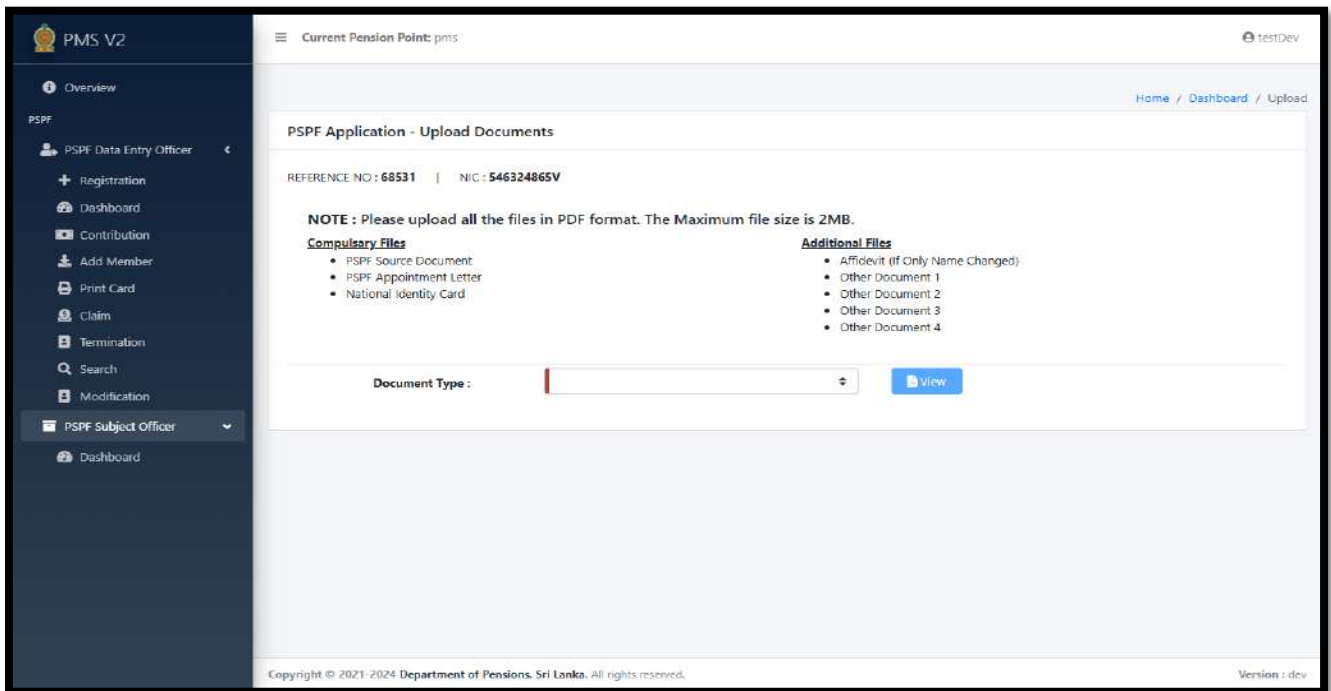 PMS V2
Current Pension Point: pms
testDev
Overview
Home / Dashboard / Upload
PSPF
PSPF Application - Upload Documents
PSPF Data Entry Officer
Registration
REFERENCE NO : 68531 | NIC : 546324865V
Dashboard
NOTE : Please upload all the files in PDF format. The Maximum file size is 2MB.
Contribution
Compulsary Files
Additional Files
Add Member
PSPF Source Document
Affidevit (If Only Name Changed)
PSPF Appointment Letter
Other Document 1
Print Card
National Identity Card
Other Document 2
Other Document 3
Claim
Other Document 4
Termination
Search
Document Type :
View
Modification
PSPF Subject Officer
Dashboard
Copyright © 2021-2024 Department of Pensions. Sri Lanka. All rights reserved.
Version : dev